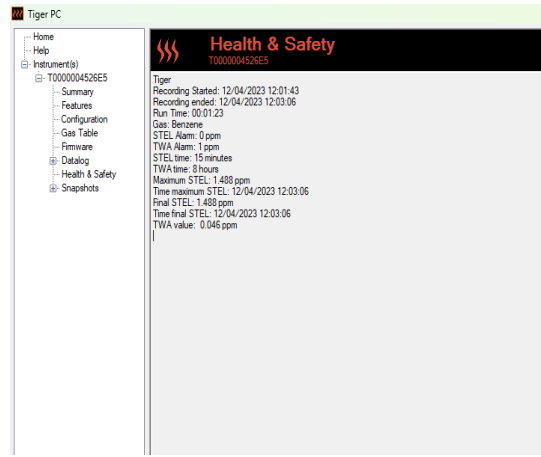 Tiger PC
Home
Help
Instrument(s)
T0000004526E5
Summary
Features
Configuration
Gas Table
Firmware
Datalog
Health & Safety
Snapshots
Health & Safety
T0000004526E5
Tiger
Recording Started: 12/04/2023 12:01:43
Recording ended: 12/04/2023 12:03:06
Run Time: 00:01:23
Gas: Benzene
STEL Alarm: 0 ppm
TWA Alarm: 1 ppm
STEL time: 15 minutes
TWA time: 8 hours
Maximum STEL: 1.488 ppm
Time maximum STEL: 12/04/2023 12:03:06
Final STEL: 1.488 ppm
Time final STEL: 12/04/2023 12:03:06
TWA value: 0.046 ppm